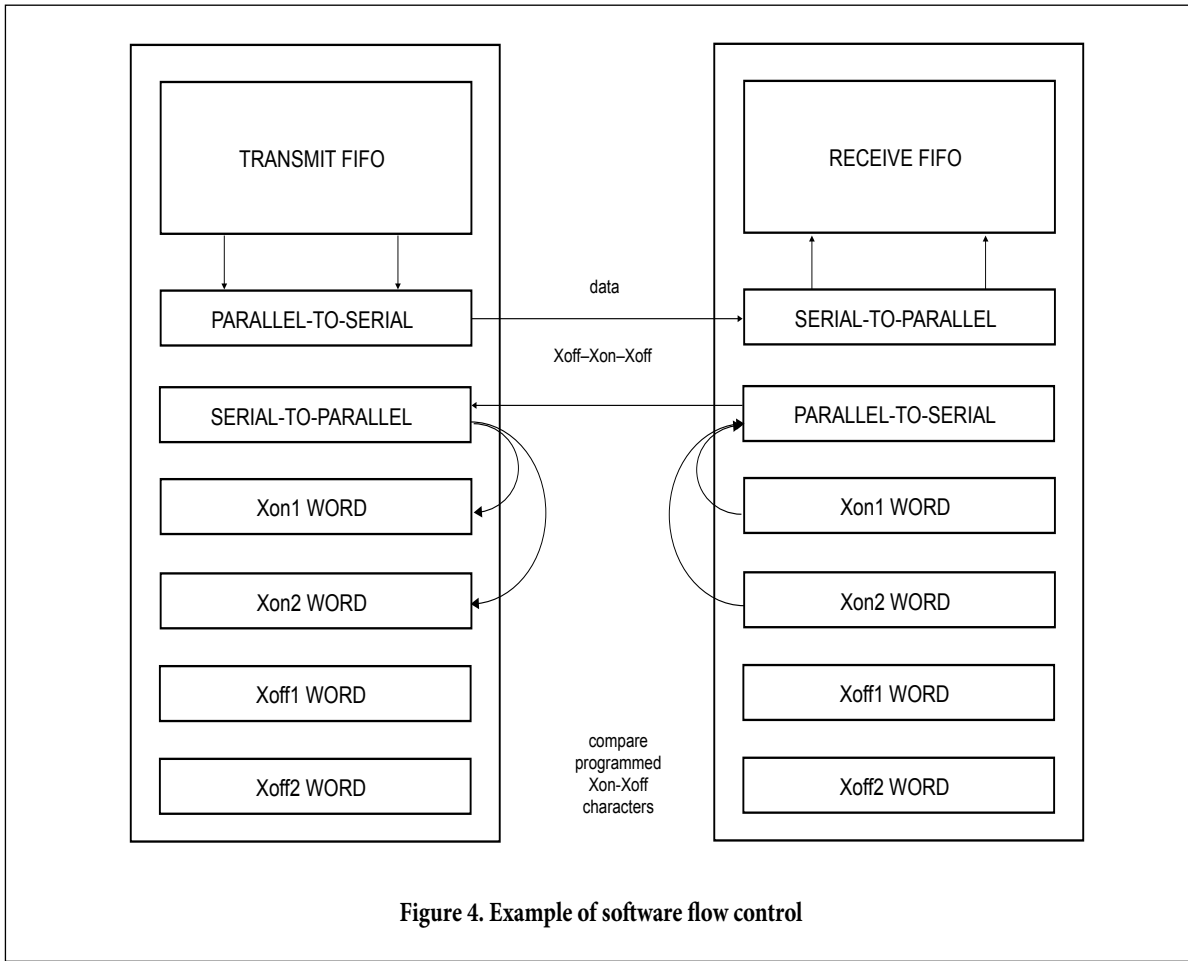 TRANSMIT FIFO
RECEIVE FIFO
data
PARALLEL-TO-SERIAL
SERIAL-TO-PARALLEL
Xoff–Xon–Xoff
SERIAL-TO-PARALLEL
PARALLEL-TO-SERIAL
Xon1 WORD
Xon1 WORD
Xon2 WORD
Xon2 WORD
Xoff1 WORD
Xoff1 WORD
compare
programmed
Xon-Xoff
characters
Xoff2 WORD
Xoff2 WORD
Figure 4. Example of software flow control